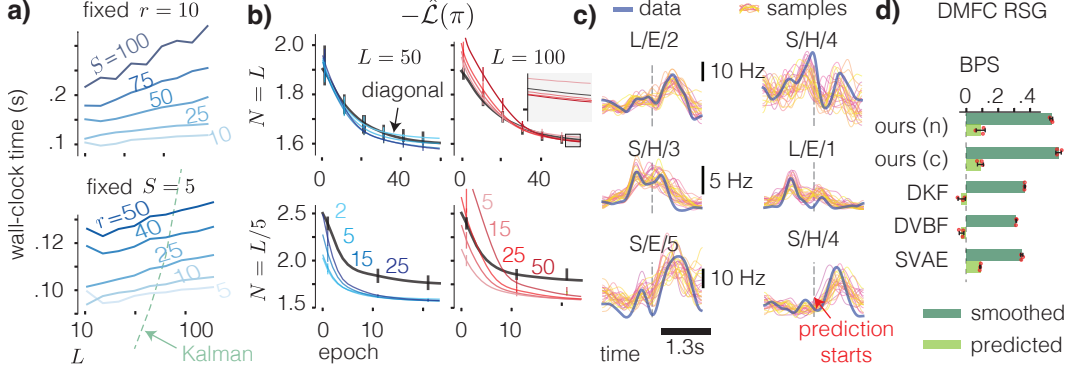 a)
fixed r = 10
wall-clock time (s)
S=100
75
50
25
10
.2
.1
10
40
fixed S = 5
r=50
40
25
10
5
.12
.10
10
100
L
Kalman
b)
-L̂(π)
L = 50
L = 100
diagonal
N = L
2.0
1.8
1.6
0
40
0
40
N = L/5
2.5
2.0
1.5
2
5
15
25
5
15
25
50
0
10
0
10
epoch
c)
data
samples
L/E/2
S/H/4
10 Hz
S/H/3
L/E/1
5 Hz
S/E/5
S/H/4
10 Hz
prediction
starts
time
1.3s
d)
DMFC RSG
BPS
0 .2 .4
ours (n)
ours (c)
DKF
DVBF
SVAE
smoothed
predicted